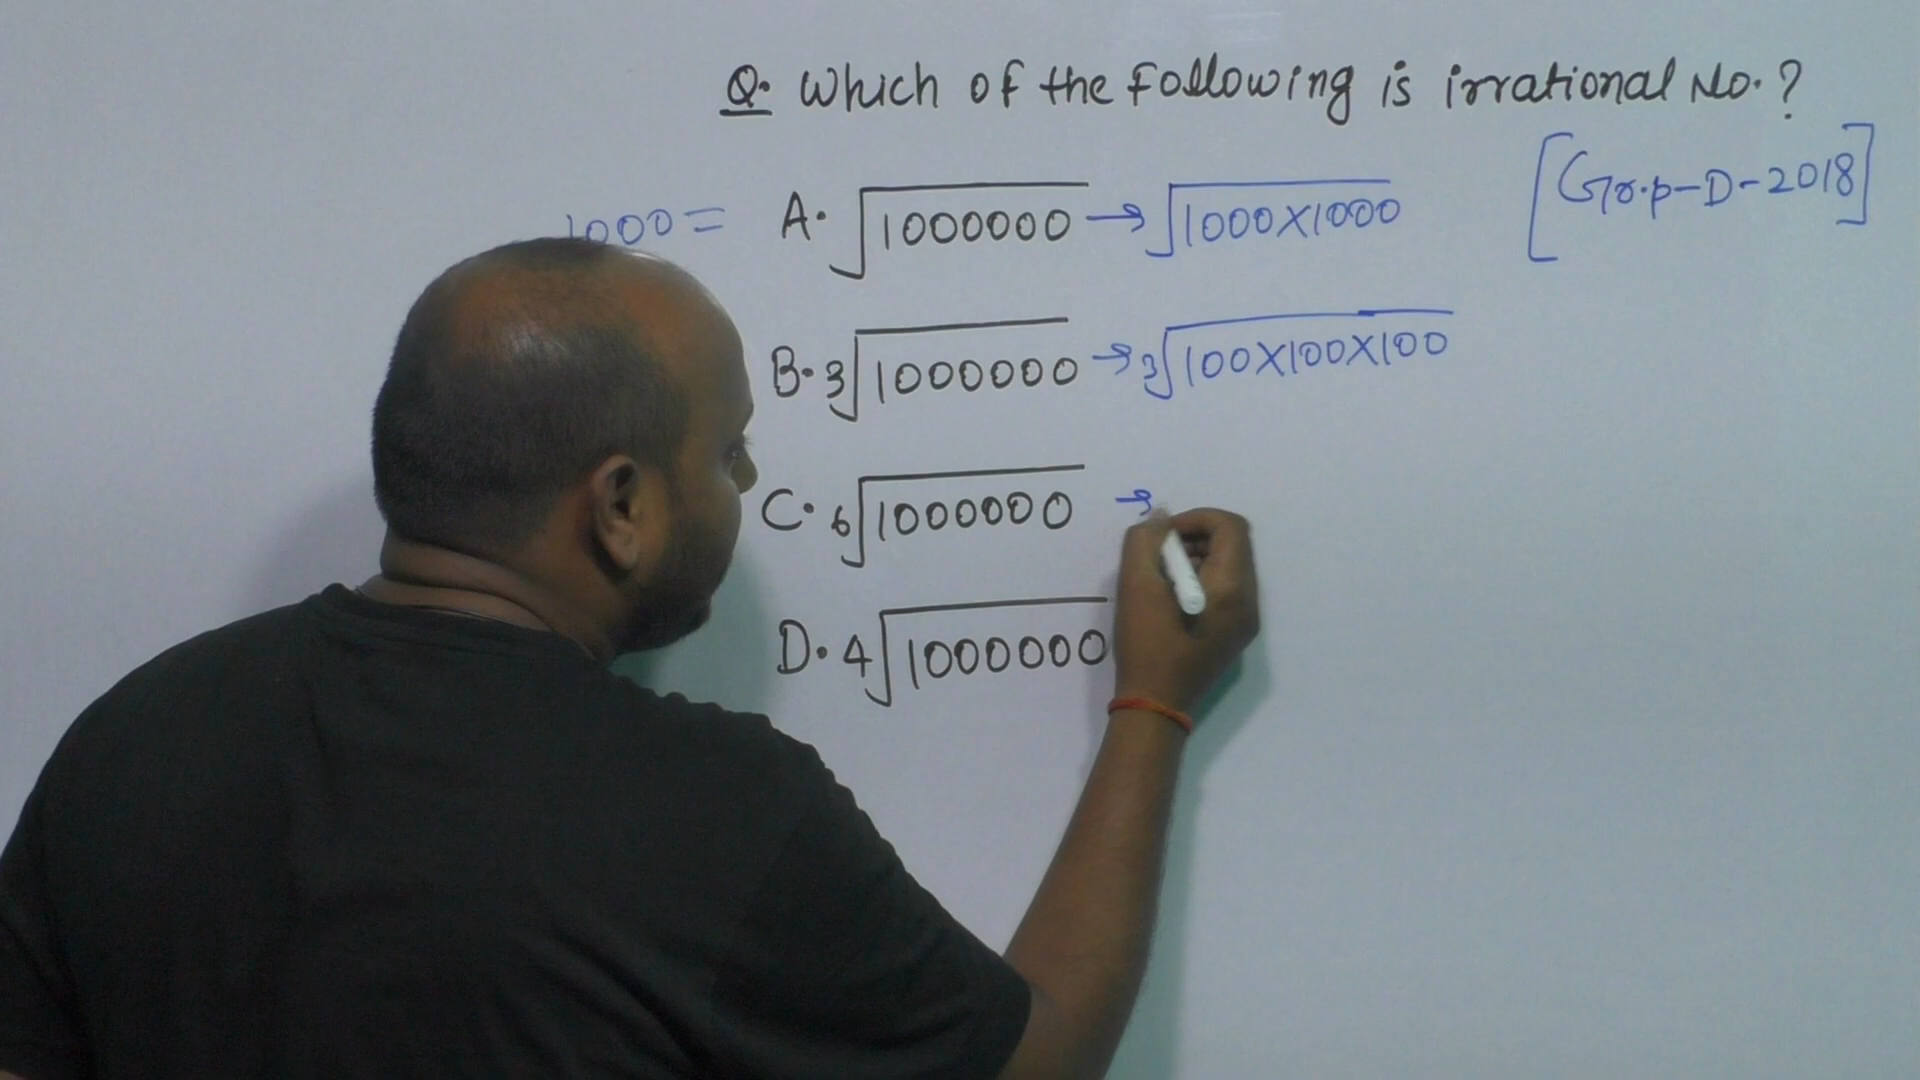 Q. Which of the following is irrational No.?
[Gro.p-D-2018]
1000 = A. √1000000 → √1000X1000
B. 3√1000000 → 3√100X100X100
C. 6√1000000 →
D. 4√1000000